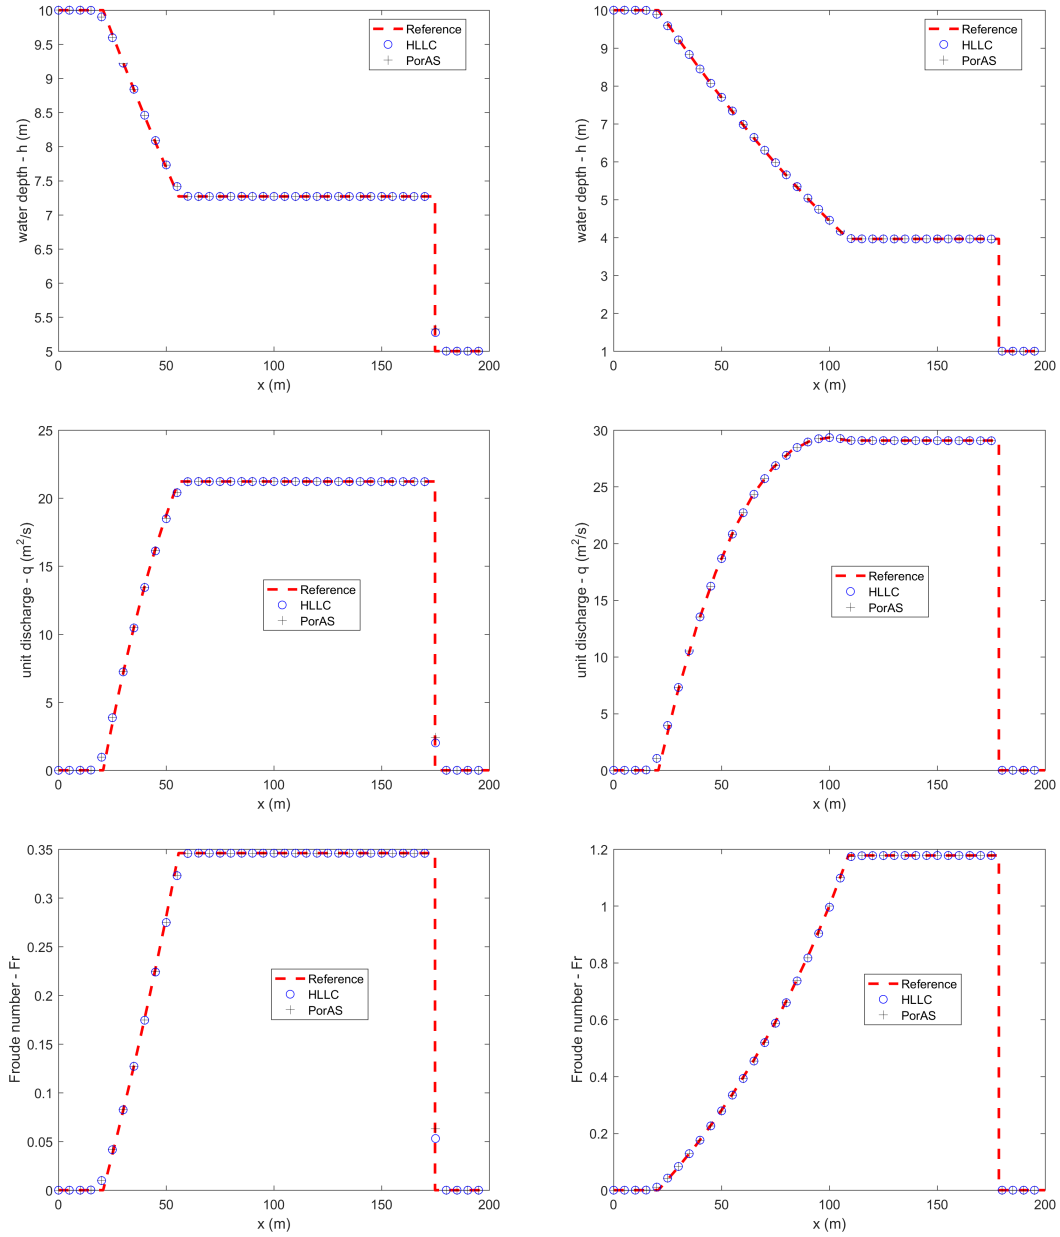 10
9.5
9
8.5
8
7.5
7
6.5
6
5.5
5
0 50 100 150 200
x (m)
water depth - h (m)
Reference
HLLC
PorAS
10
9
8
7
6
5
4
3
2
1
0 50 100 150 200
x (m)
water depth - h (m)
Reference
HLLC
PorAS
25
20
15
10
5
0
0 50 100 150 200
x (m)
unit discharge - q (m²/s)
Reference
HLLC
PorAS
30
25
20
15
10
5
0
0 50 100 150 200
x (m)
unit discharge - q (m²/s)
Reference
HLLC
PorAS
0.35
0.3
0.25
0.2
0.15
0.1
0.05
0
0 50 100 150 200
x (m)
Froude number - Fr
Reference
HLLC
PorAS
1.2
1
0.8
0.6
0.4
0.2
0
0 50 100 150 200
x (m)
Froude number - Fr
Reference
HLLC
PorAS